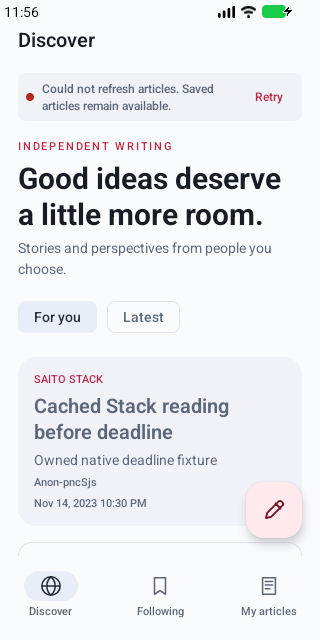 11:56
Discover
Could not refresh articles. Saved
articles remain available.
Retry
INDEPENDENT WRITING
Good ideas deserve
a little more room.
Stories and perspectives from people you
choose.
For you
Latest
SAITO STACK
Cached Stack reading
before deadline
Owned native deadline fixture
Anon-pncSjs
Nov 14, 2023 10:30 PM
Discover
Following
My articles